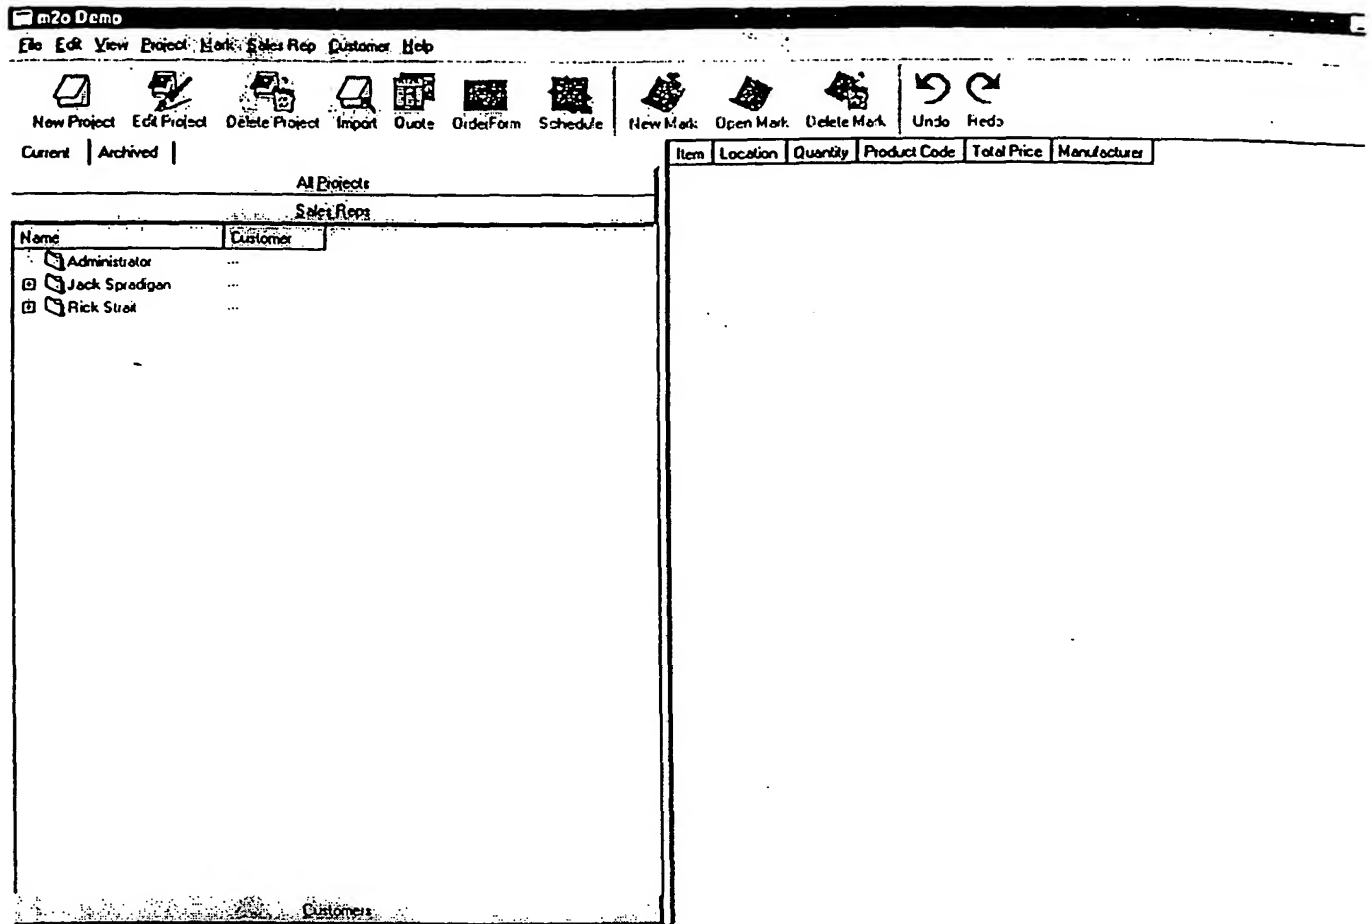 m2o Demo
File Edit View Project Mark Sales Rep Customer Help
New Project Edit Project Delete Project Import Quote OrderForm Schedule New Mark Open Mark Delete Mark Undo Redo
Current Archived
Item Location Quantity Product Code Total Price Manufacturer
All Projects
Sales Reps
Name Customer
Administrator ...
Jack Spradigan ...
Rick Strait ...
Customers